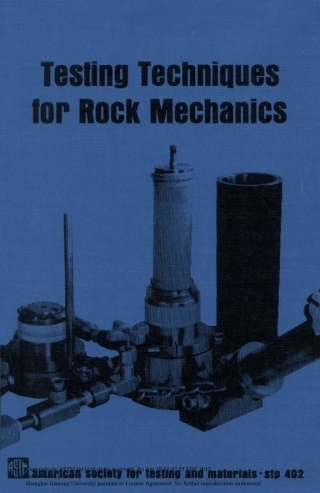 Testing Techniques
for Rock Mechanics
ASTM
american society for testing and materials · stp 402
Shanghai Jiaotong University pursuant to License Agreement. No further reproductions authorized.